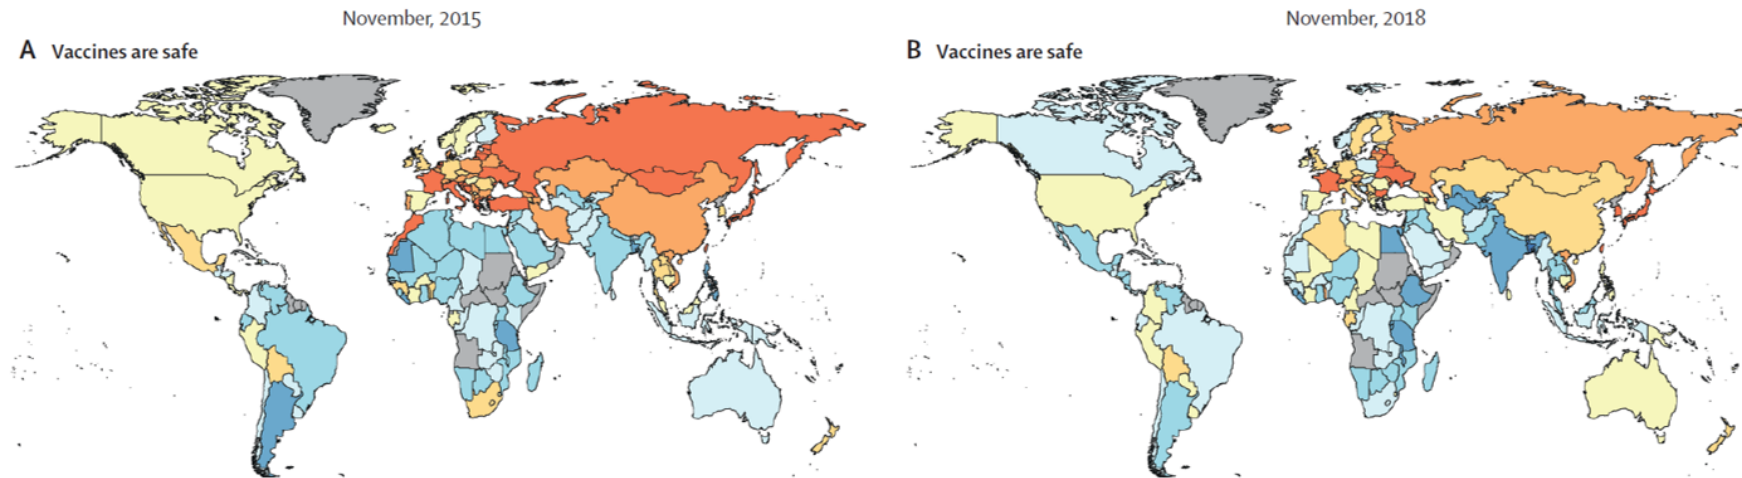 November, 2015
November, 2018
A Vaccines are safe
B Vaccines are safe